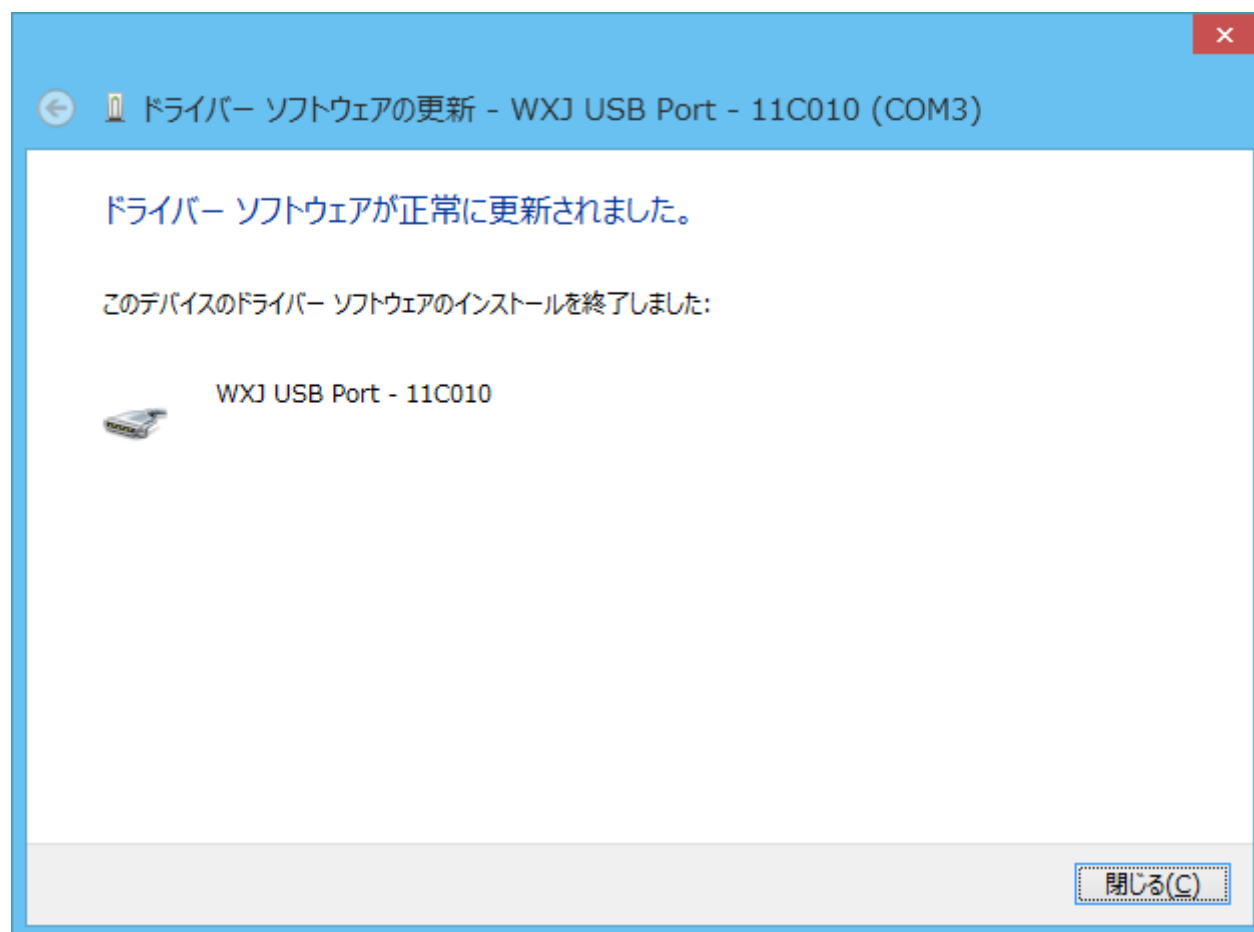 ドライバー ソフトウェアの更新 - WXJ USB Port - 11C010 (COM3)
ドライバー ソフトウェアが正常に更新されました。
このデバイスのドライバー ソフトウェアのインストールを終了しました:
WXJ USB Port - 11C010
閉じる(C)